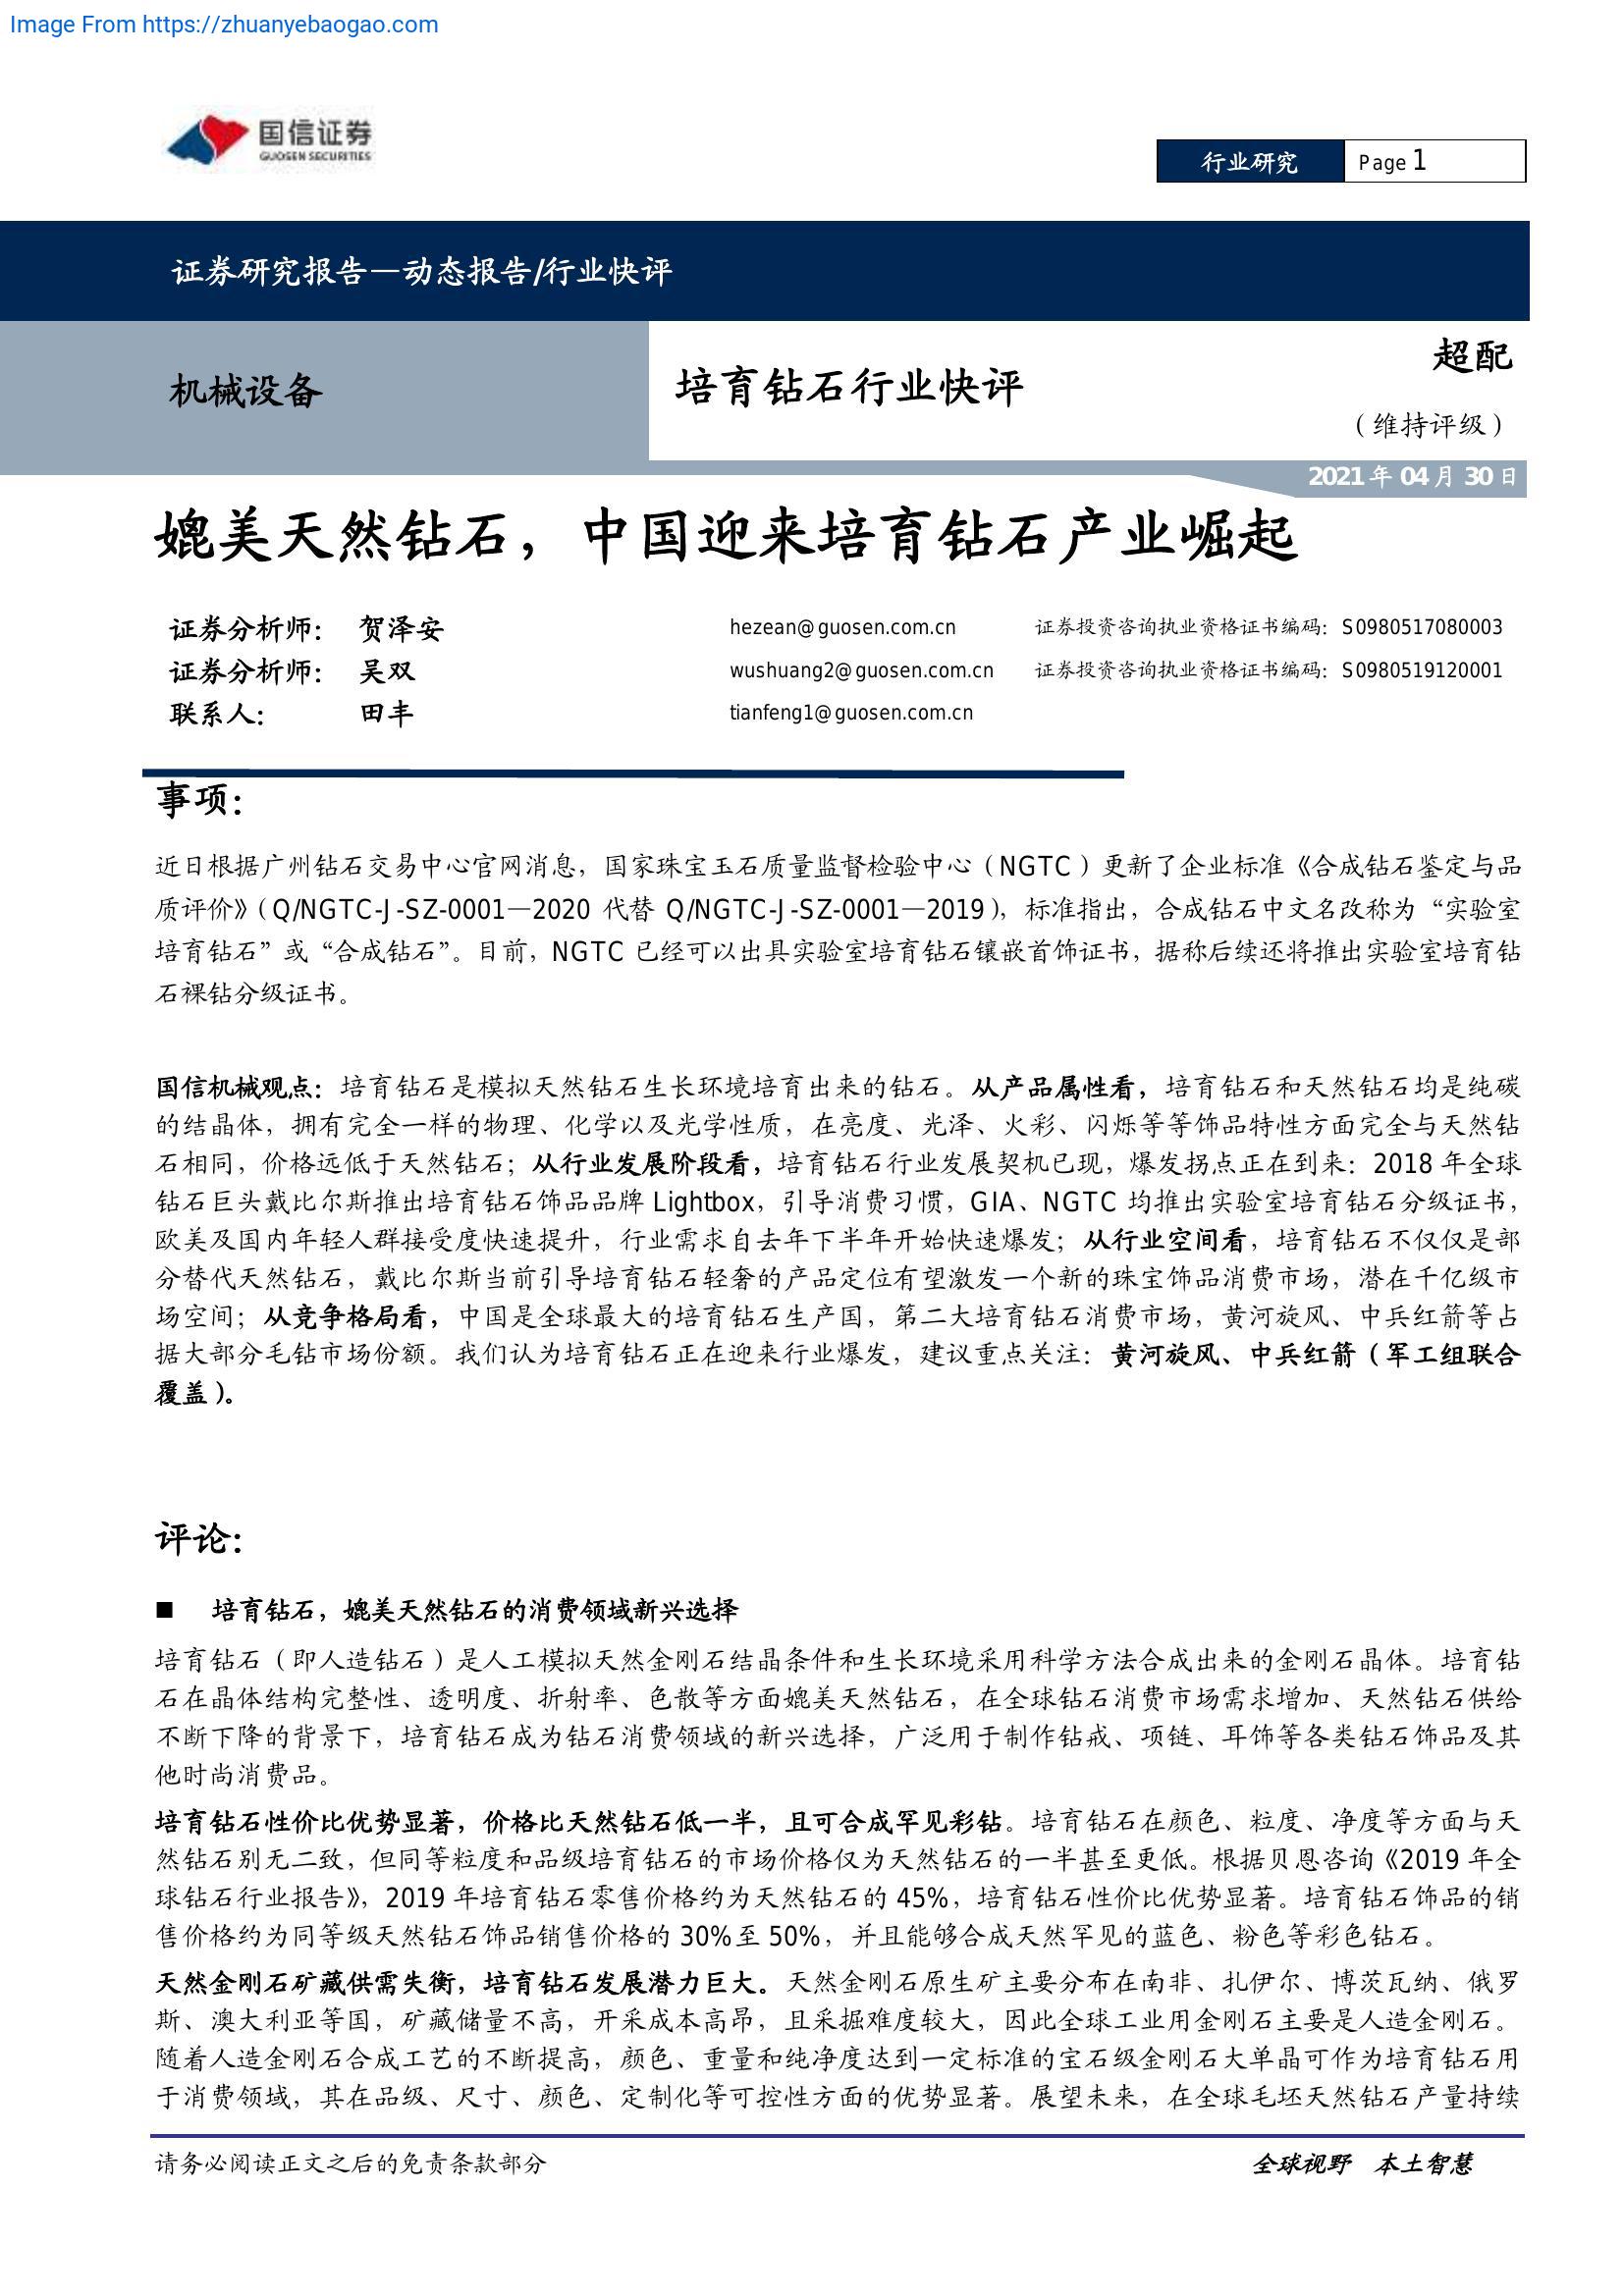 Image From https://zhuanyebaogao.com
国信证券
GUOSEN SECURITIES
行业研究
Page 1
证券研究报告—动态报告/行业快评
机械设备
培育钻石行业快评
超配
（维持评级）
2021 年 04 月 30 日
媲美天然钻石，中国迎来培育钻石产业崛起
证券分析师： 贺泽安 hezean@guosen.com.cn 证券投资咨询执业资格证书编码：S0980517080003
证券分析师： 吴双 wushuang2@guosen.com.cn 证券投资咨询执业资格证书编码：S0980519120001
联系人： 田丰 tianfeng1@guosen.com.cn
事项：
近日根据广州钻石交易中心官网消息，国家珠宝玉石质量监督检验中心（NGTC）更新了企业标准《合成钻石鉴定与品
质评价》（Q/NGTC-J-SZ-0001—2020 代替 Q/NGTC-J-SZ-0001—2019），标准指出，合成钻石中文名改称为“实验室
培育钻石”或“合成钻石”。目前，NGTC 已经可以出具实验室培育钻石镶嵌首饰证书，据称后续还将推出实验室培育钻
石裸钻分级证书。
国信机械观点：培育钻石是模拟天然钻石生长环境培育出来的钻石。从产品属性看，培育钻石和天然钻石均是纯碳
的结晶体，拥有完全一样的物理、化学以及光学性质，在亮度、光泽、火彩、闪烁等等饰品特性方面完全与天然钻
石相同，价格远低于天然钻石；从行业发展阶段看，培育钻石行业发展契机已现，爆发拐点正在到来：2018 年全球
钻石巨头戴比尔斯推出培育钻石饰品品牌 Lightbox，引导消费习惯，GIA、NGTC 均推出实验室培育钻石分级证书，
欧美及国内年轻人群接受度快速提升，行业需求自去年下半年开始快速爆发；从行业空间看，培育钻石不仅仅是部
分替代天然钻石，戴比尔斯当前引导培育钻石轻奢的产品定位有望激发一个新的珠宝饰品消费市场，潜在千亿级市
场空间；从竞争格局看，中国是全球最大的培育钻石生产国，第二大培育钻石消费市场，黄河旋风、中兵红箭等占
据大部分毛钻市场份额。我们认为培育钻石正在迎来行业爆发，建议重点关注：黄河旋风、中兵红箭（军工组联合
覆盖）。
评论：
■ 培育钻石，媲美天然钻石的消费领域新兴选择
培育钻石（即人造钻石）是人工模拟天然金刚石结晶条件和生长环境采用科学方法合成出来的金刚石晶体。培育钻
石在晶体结构完整性、透明度、折射率、色散等方面媲美天然钻石，在全球钻石消费市场需求增加、天然钻石供给
不断下降的背景下，培育钻石成为钻石消费领域的新兴选择，广泛用于制作钻戒、项链、耳饰等各类钻石饰品及其
他时尚消费品。
培育钻石性价比优势显著，价格比天然钻石低一半，且可合成罕见彩钻。培育钻石在颜色、粒度、净度等方面与天
然钻石别无二致，但同等粒度和品级培育钻石的市场价格仅为天然钻石的一半甚至更低。根据贝恩咨询《2019 年全
球钻石行业报告》，2019 年培育钻石零售价格约为天然钻石的 45%，培育钻石性价比优势显著。培育钻石饰品的销
售价格约为同等级天然钻石饰品销售价格的 30%至 50%，并且能够合成天然罕见的蓝色、粉色等彩色钻石。
天然金刚石矿藏供需失衡，培育钻石发展潜力巨大。天然金刚石原生矿主要分布在南非、扎伊尔、博茨瓦纳、俄罗
斯、澳大利亚等国，矿藏储量不高，开采成本高昂，且采掘难度较大，因此全球工业用金刚石主要是人造金刚石。
随着人造金刚石合成工艺的不断提高，颜色、重量和纯净度达到一定标准的宝石级金刚石大单晶可作为培育钻石用
于消费领域，其在品级、尺寸、颜色、定制化等可控性方面的优势显著。展望未来，在全球毛坯天然钻石产量持续
请务必阅读正文之后的免责条款部分
全球视野 本土智慧